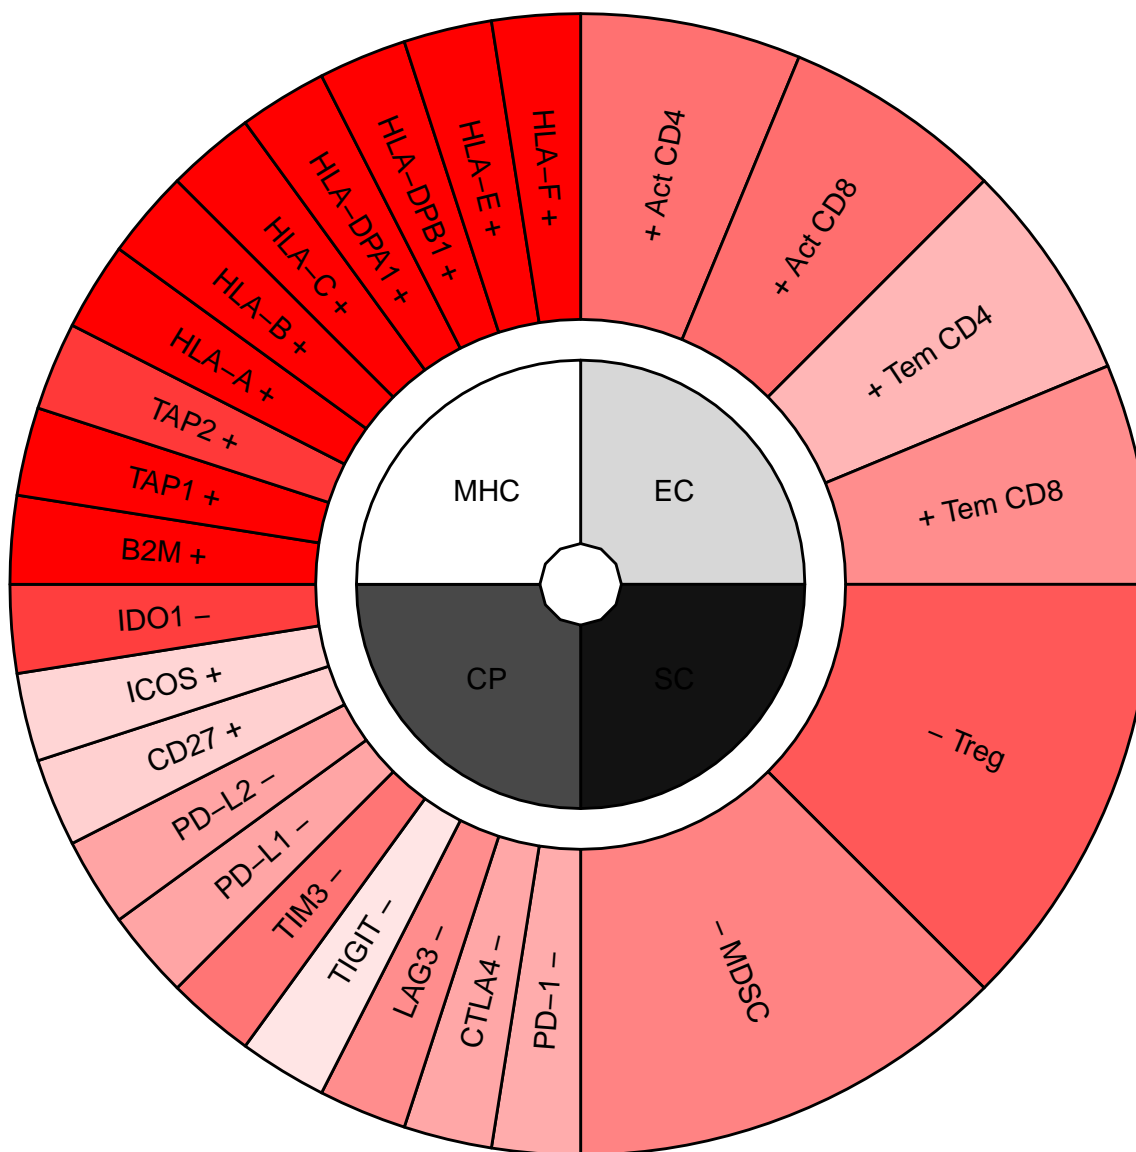 HLA–F +
HLA–E +
HLA–DPB1 +
HLA–DPA1 +
HLA–C +
HLA–B +
HLA–A +
TAP2 +
TAP1 +
B2M +
IDO1 –
ICOS +
CD27 +
PD–L2 –
PD–L1 –
TIM3 –
TIGIT –
LAG3 –
CTLA4 –
PD–1 –
– MDSC
– Treg
+ Tem CD8
+ Tem CD4
+ Act CD8
+ Act CD4
MHC
EC
CP
SC